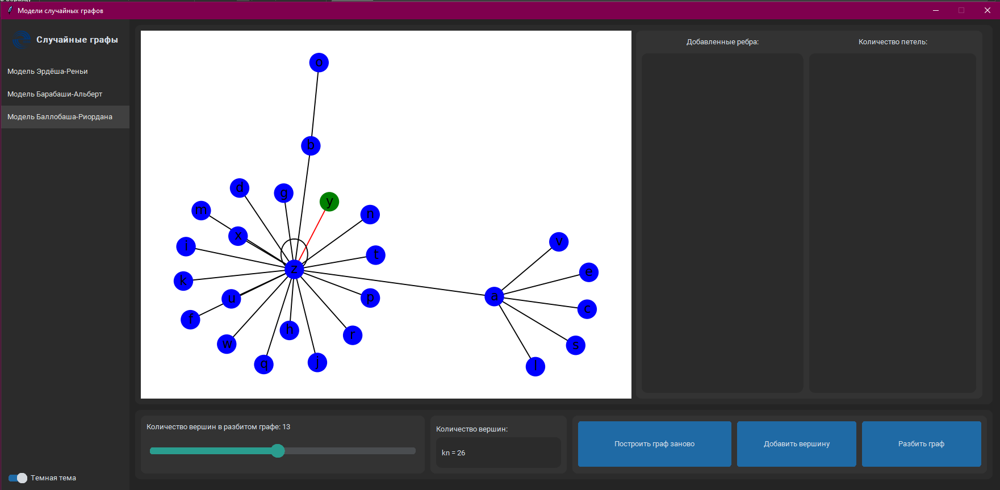 Модели случайных графов
Случайные графы
Модель Эрдёша-Реньи
Модель Барабаши-Альберт
Модель Баллобаша-Риордана
Темная тема
o
b
d
g
y
m
n
x
i
t
v
z
e
k
u
p
a
c
f
h
r
w
s
q
j
l
Добавленные ребра:
Количество петель:
Количество вершин в разбитом графе: 13
Количество вершин:
kn = 26
Построить граф заново
Добавить вершину
Разбить граф